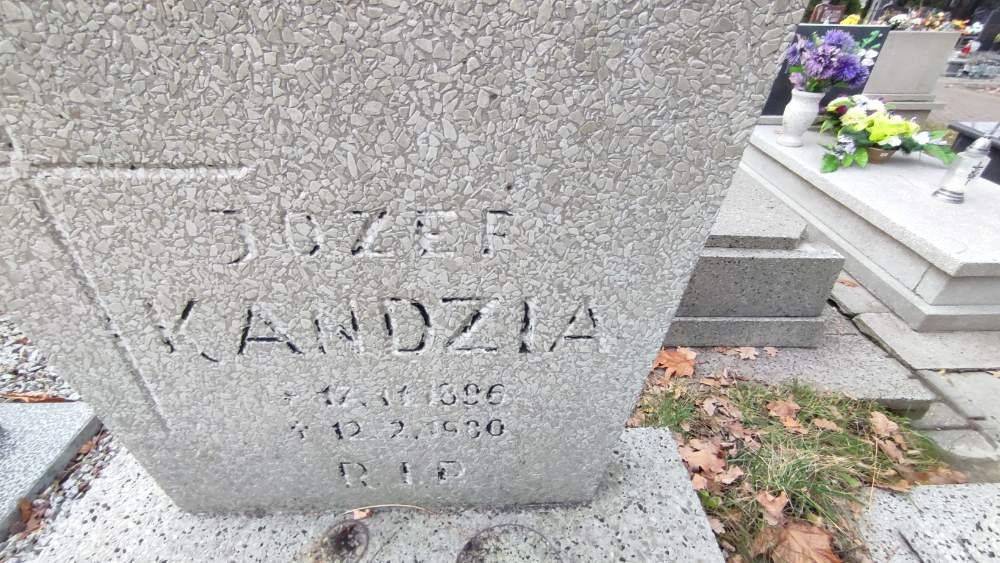 JOZEF
KANDZIA
* 17.11.1896
† 12.2.1980
R I P